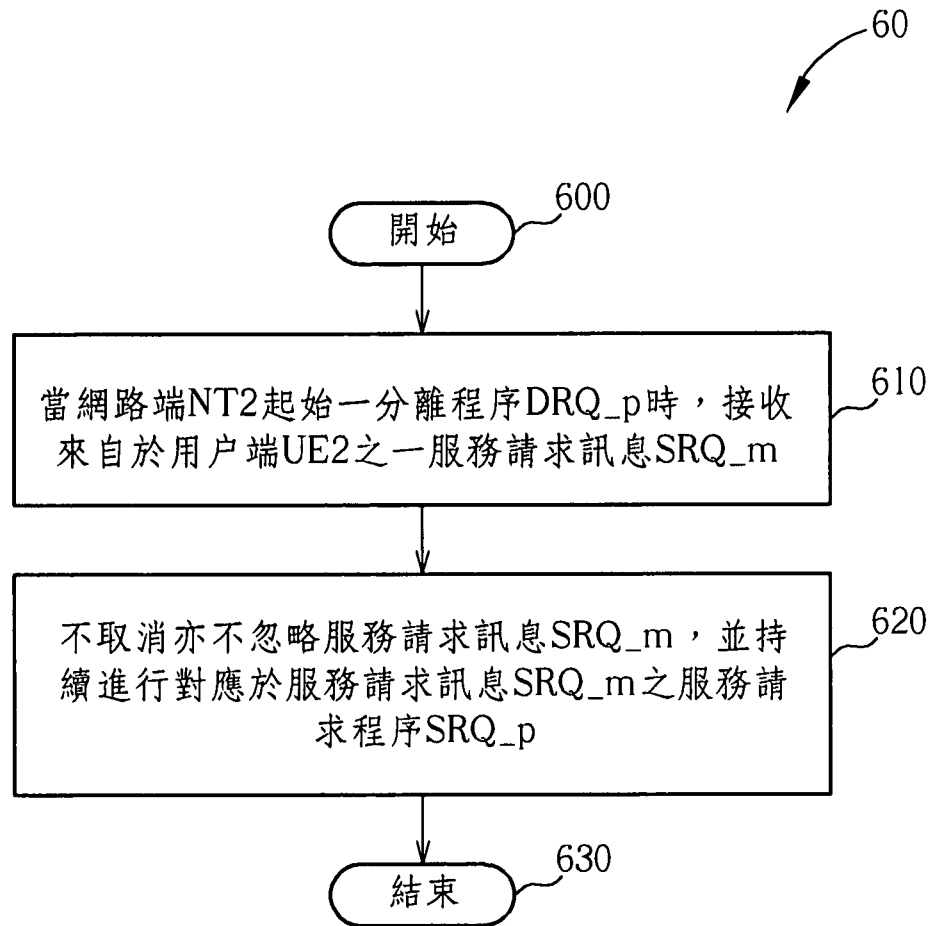 60
開始
600
當網路端NT2起始一分離程序DRQ_p時，接收
來自於用户端UE2之一服務請求訊息SRQ_m
610
不取消亦不忽略服務請求訊息SRQ_m，並持
續進行對應於服務請求訊息SRQ_m之服務請
求程序SRQ_p
620
結束
630